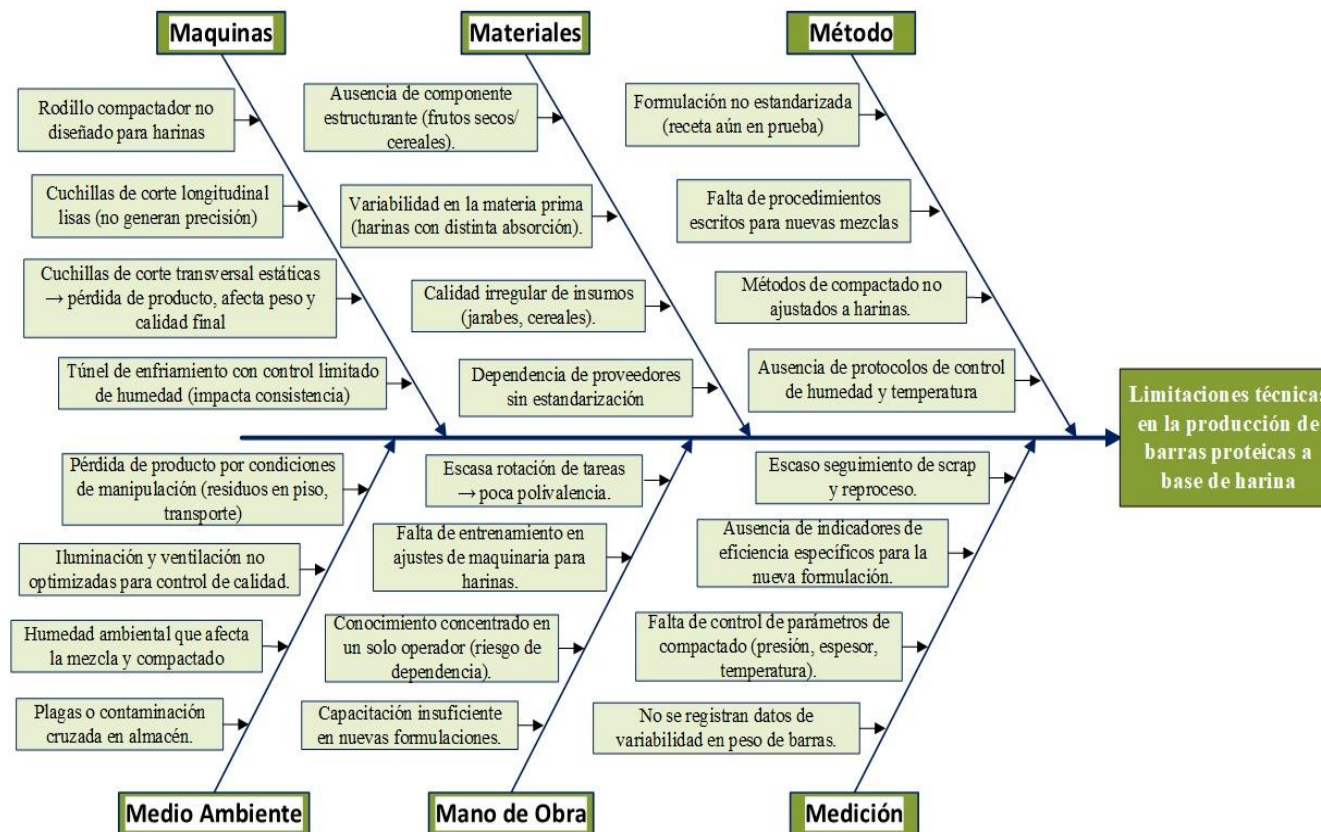 Maquinas
Materiales
Método
Rodillo compactador no
diseñado para harinas
Cuchillas de corte longitudinal
lisas (no generan precisión)
Cuchillas de corte transversal estáticas
→ pérdida de producto, afecta peso y
calidad final
Túnel de enfriamiento con control limitado
de humedad (impacta consistencia)
Ausencia de componente
estructurante (frutos secos/
cereales).
Variabilidad en la materia prima
(harinas con distinta absorción).
Calidad irregular de insumos
(jarabes, cereales).
Dependencia de proveedores
sin estandarización
Formulación no estandarizada
(receta aún en prueba)
Falta de procedimientos
escritos para nuevas mezclas
Métodos de compactado no
ajustados a harinas.
Ausencia de protocolos de control
de humedad y temperatura
Limitaciones técnicas
en la producción de
barras proteicas a
base de harina
Pérdida de producto por condiciones
de manipulación (residuos en piso,
transporte)
Iluminación y ventilación no
optimizadas para control de calidad.
Humedad ambiental que afecta
la mezcla y compactado
Plagas o contaminación
cruzada en almacén.
Escasa rotación de tareas
→ poca polivalencia.
Falta de entrenamiento en
ajustes de maquinaria para
harinas.
Conocimiento concentrado en
un solo operador (riesgo de
dependencia).
Capacitación insuficiente
en nuevas formulaciones.
Escaso seguimiento de scrap
y reproceso.
Ausencia de indicadores de
eficiencia específicos para la
nueva formulación.
Falta de control de parámetros de
compactado (presión, espesor,
temperatura).
No se registran datos de
variabilidad en peso de barras.
Medio Ambiente
Mano de Obra
Medición